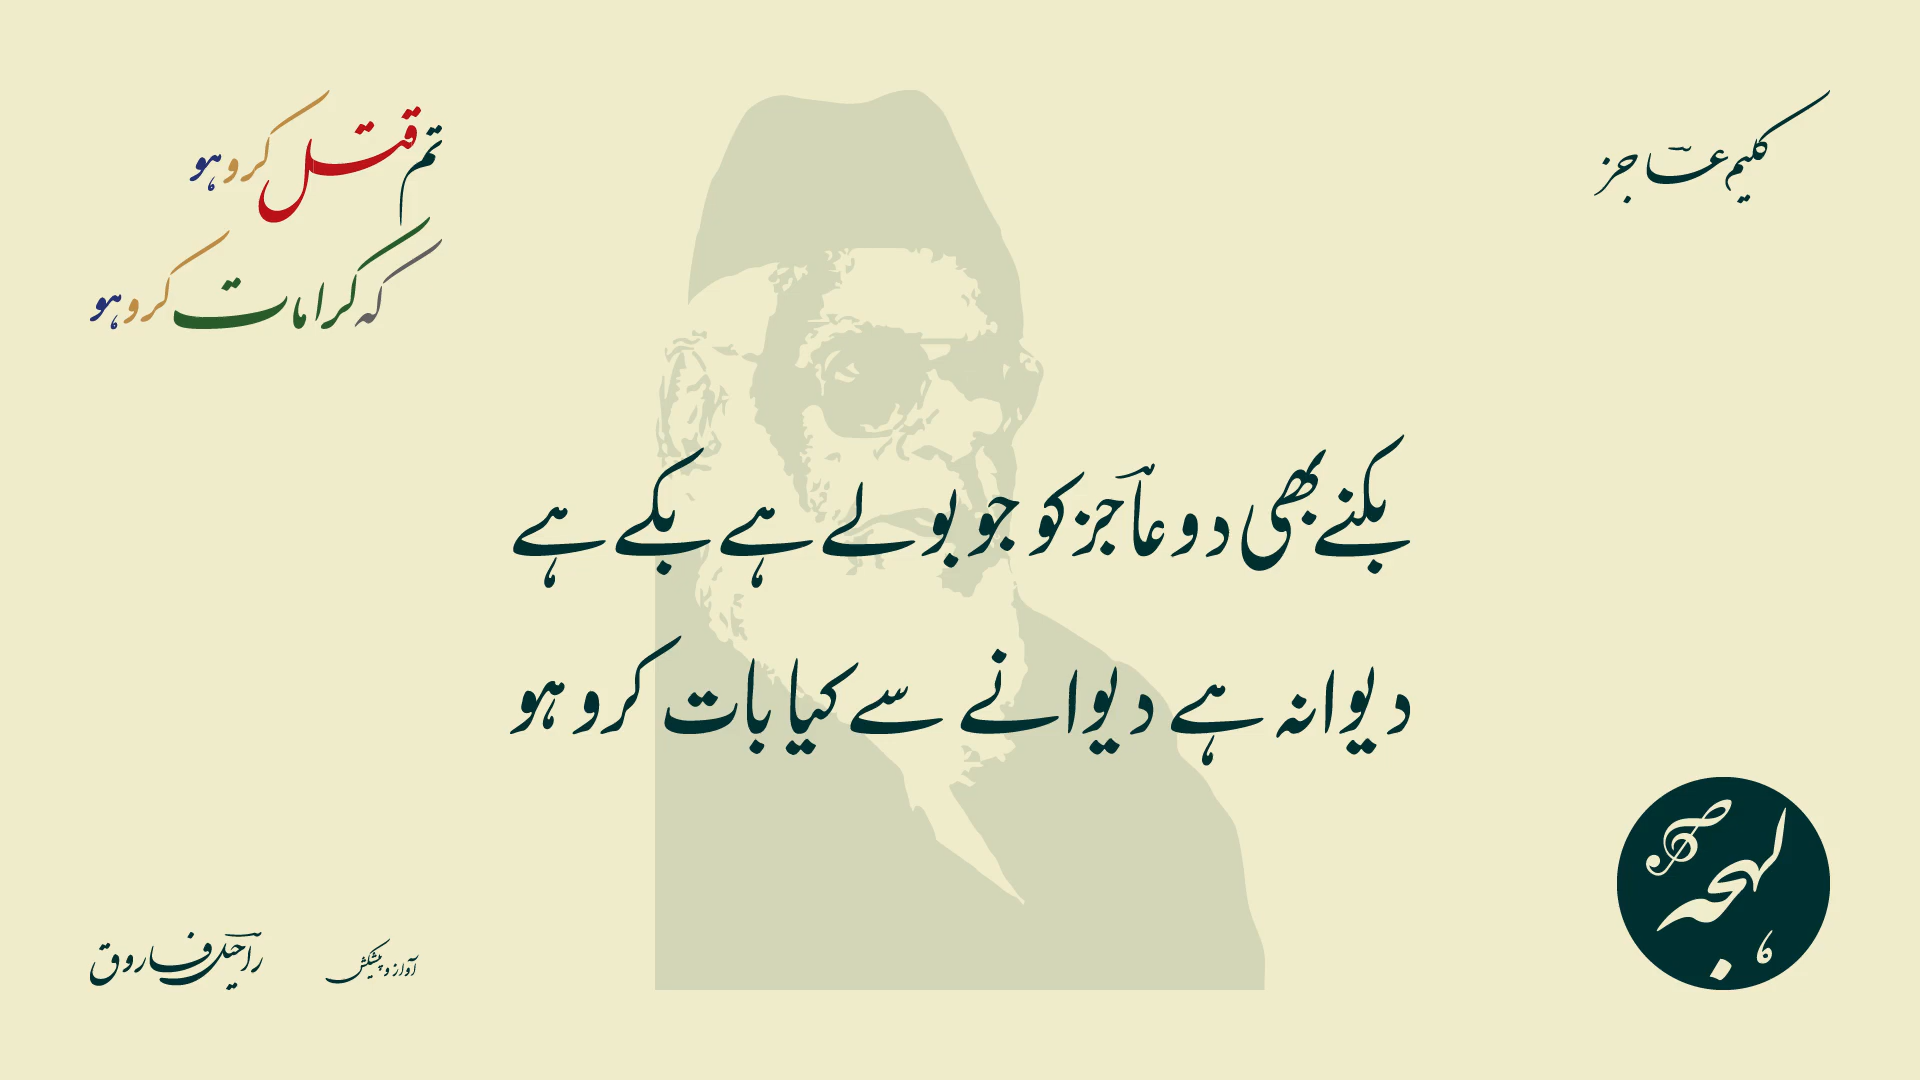 کلیم عاجز
تم قتل کرو ہو
کہ کرامات کرو ہو
بکنے بھی دو عاجز کو جو بولے ہے بکے ہے
دیوانہ ہے دیوانے سے کیا بات کرو ہو
لہجہ
آواز و پیشکش راحیل فاروق